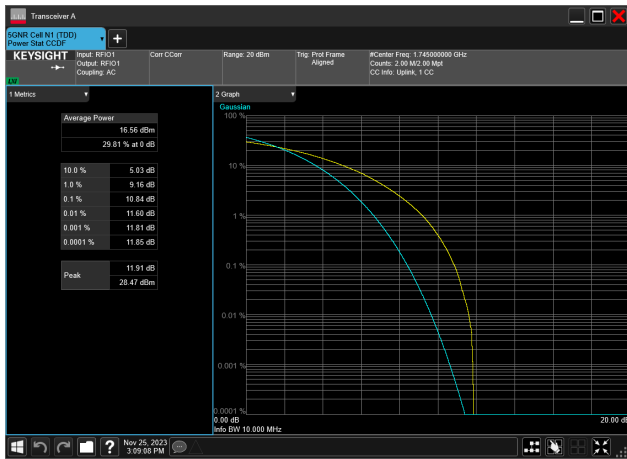 Transceiver A
5GNR Cell N1 (TDD)
Power Stat CCDF
KEYSIGHT
LXI
Input: RFIO1
Output: RFIO1
Coupling: AC
Corr CCorr
Range: 20 dBm
Trig: Prot Frame
Aligned
#Center Freq: 1.745000000 GHz
Counts: 2.00 M/2.00 Mpt
CC Info: Uplink, 1 CC
1 Metrics
Average Power
16.56 dBm
29.81 % at 0 dB
10.0 % 5.03 dB
1.0 % 9.16 dB
0.1 % 10.84 dB
0.01 % 11.60 dB
0.001 % 11.81 dB
0.0001 % 11.85 dB
Peak 11.91 dB
28.47 dBm
2 Graph
Gaussian
100 %
10 %
1 %
0.1 %
0.01 %
0.001 %
0.0001 %
0.00 dB 20.00 dB
Info BW 10.000 MHz
Nov 25, 2023
3:09:08 PM